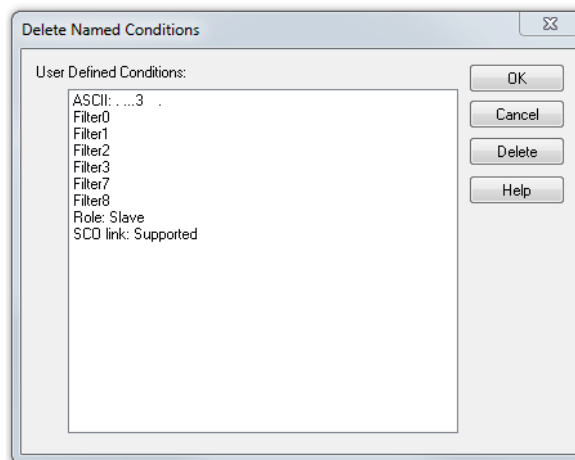 Delete Named Conditions
User Defined Conditions:
ASCII: . ...3 .
Filter0
Filter1
Filter2
Filter3
Filter7
Filter8
Role: Slave
SCO link: Supported
OK
Cancel
Delete
Help